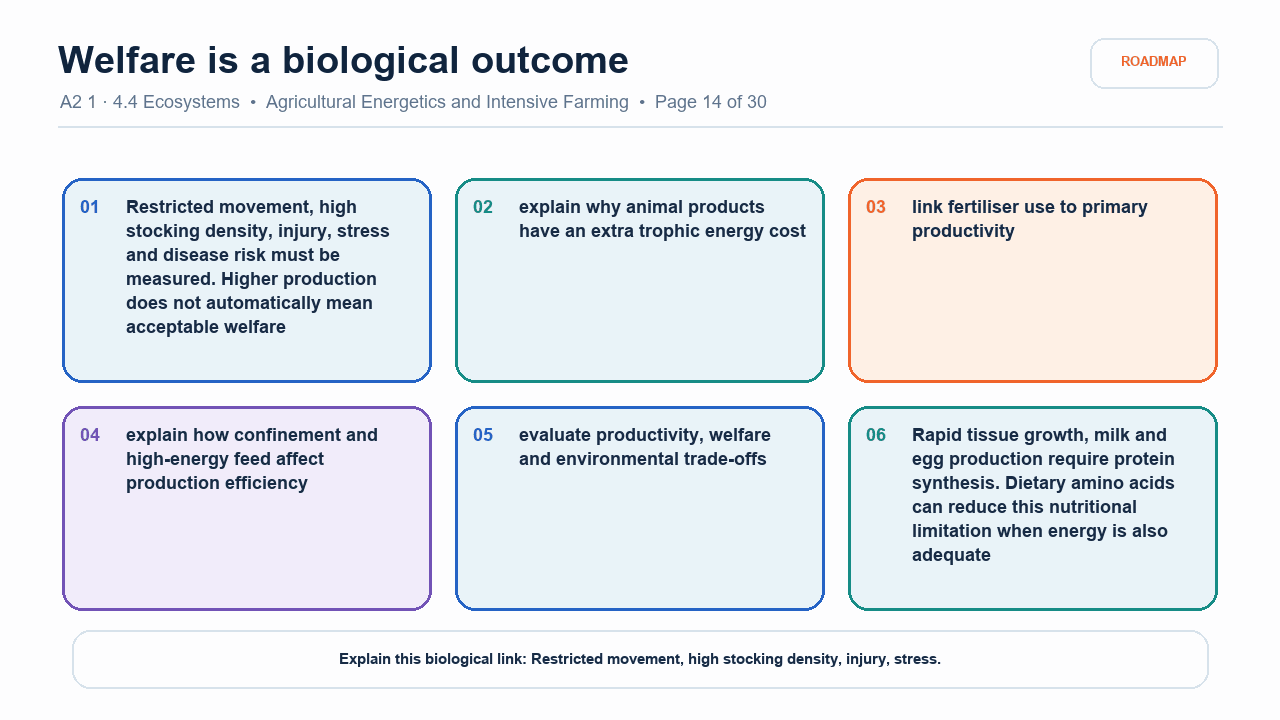 Welfare is a biological outcome
ROADMAP
A2 1 · 4.4 Ecosystems • Agricultural Energetics and Intensive Farming • Page 14 of 30
01
Restricted movement, high
stocking density, injury, stress
and disease risk must be
measured. Higher production
does not automatically mean
acceptable welfare
02
explain why animal products
have an extra trophic energy cost
03
link fertiliser use to primary
productivity
04
explain how confinement and
high-energy feed affect
production efficiency
05
evaluate productivity, welfare
and environmental trade-offs
06
Rapid tissue growth, milk and
egg production require protein
synthesis. Dietary amino acids
can reduce this nutritional
limitation when energy is also
adequate
Explain this biological link: Restricted movement, high stocking density, injury, stress.